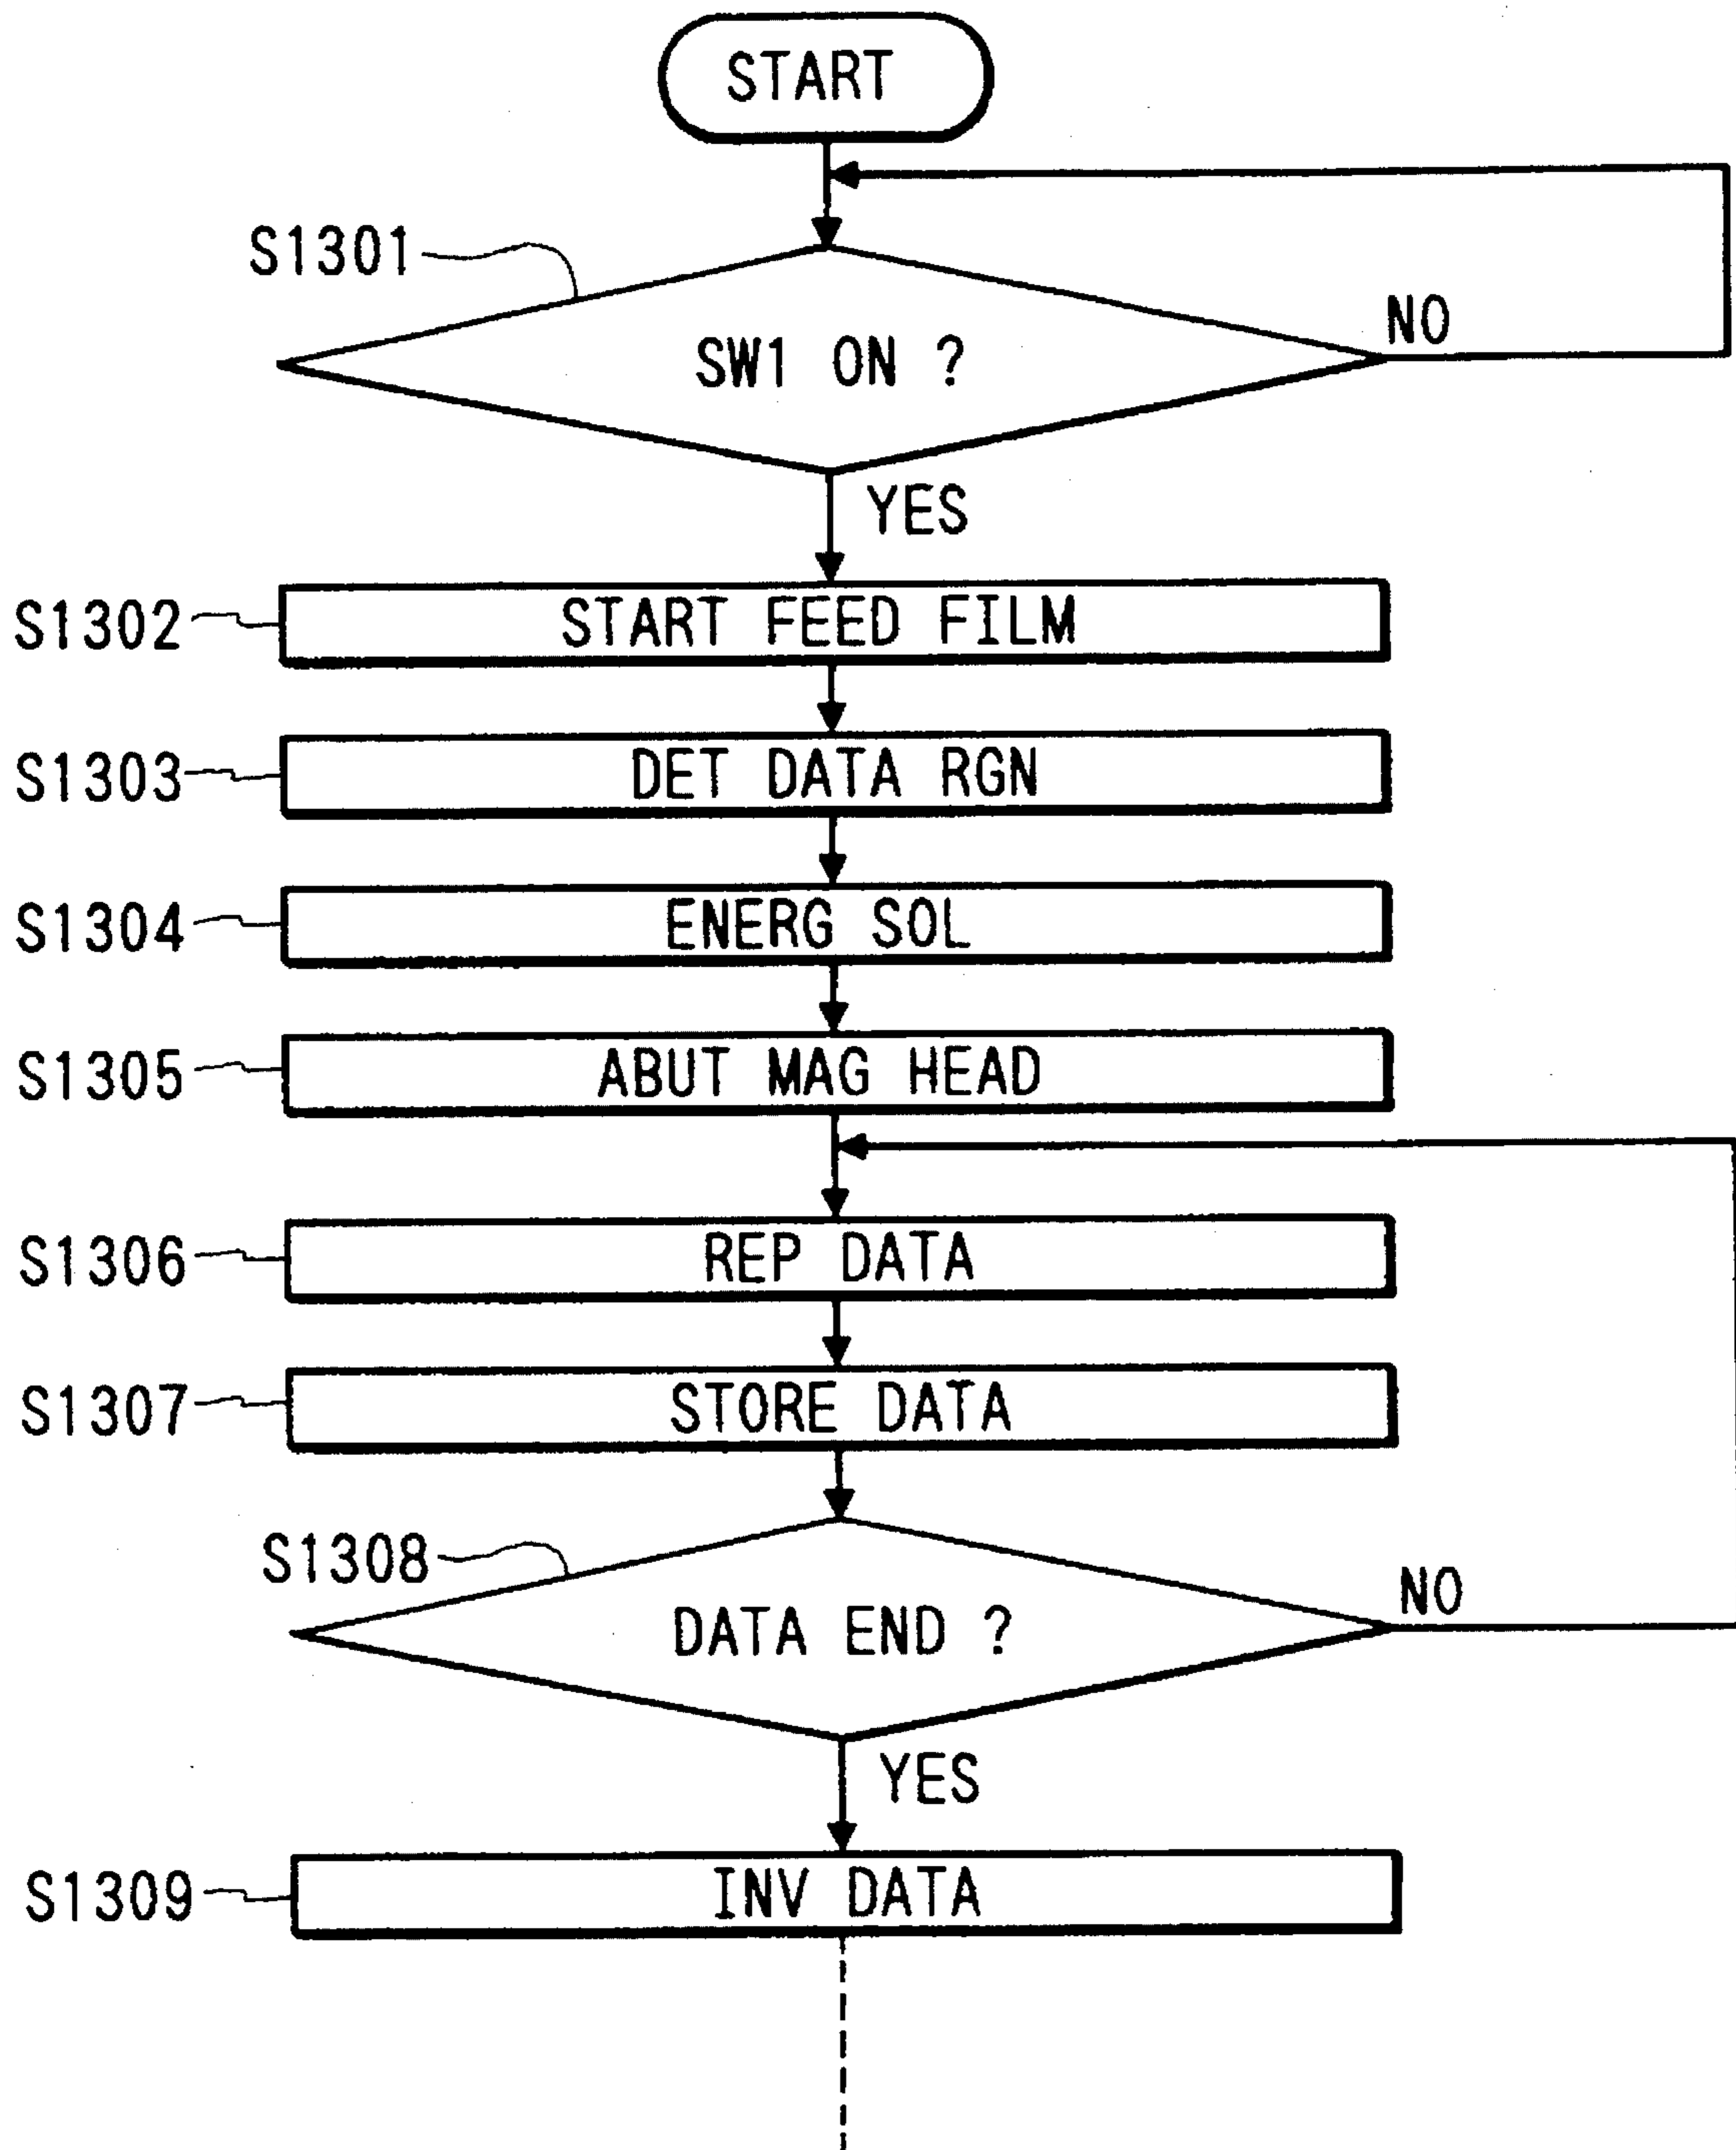 START
S1301
SW1 ON ?
NO
YES
S1302
START FEED FILM
S1303
DET DATA RGN
S1304
ENERG SOL
S1305
ABUT MAG HEAD
S1306
REP DATA
S1307
STORE DATA
S1308
DATA END ?
NO
YES
S1309
INV DATA